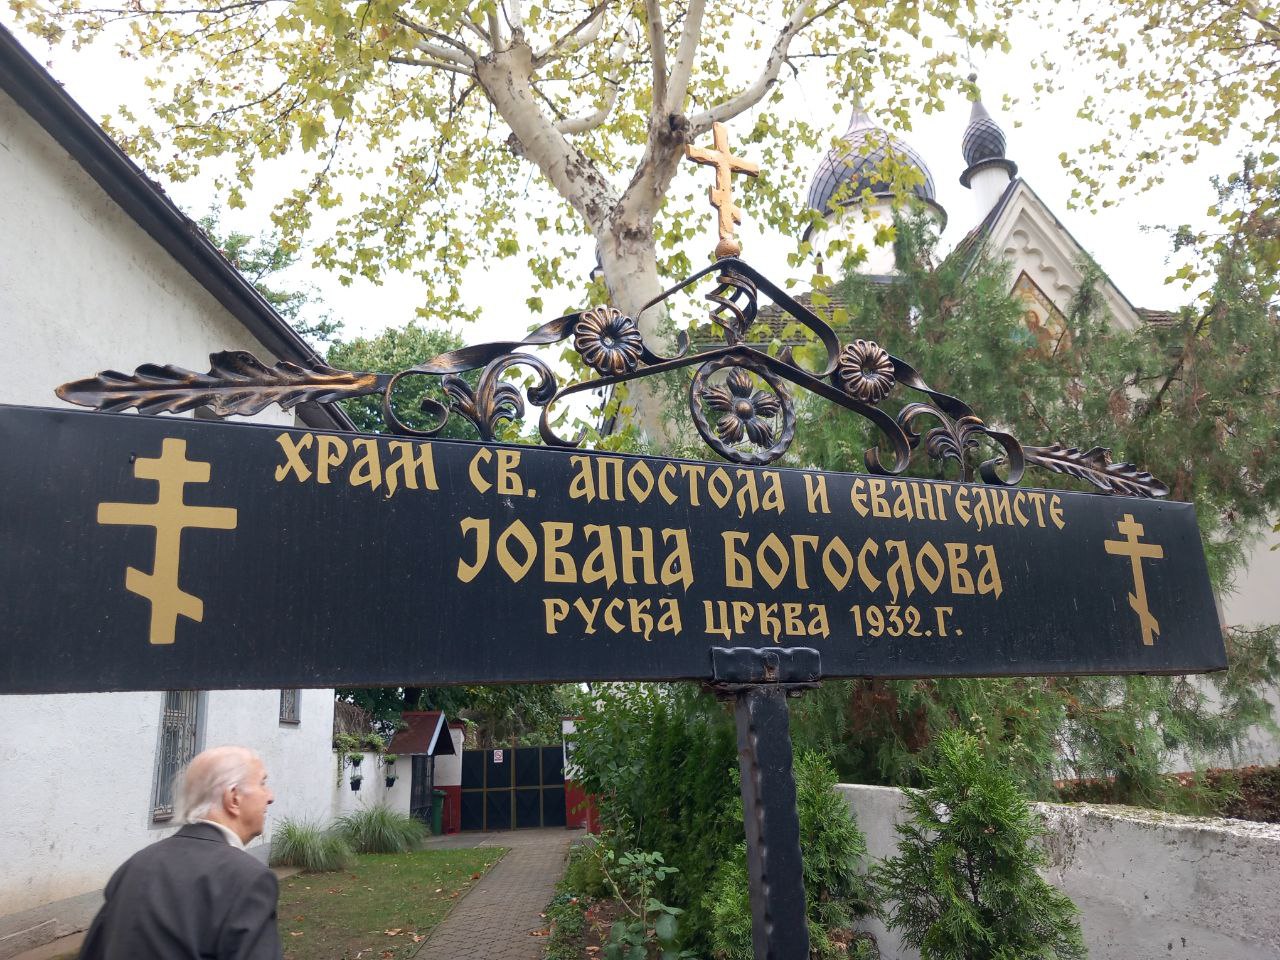 ХРАМ СВ. АПОСТОЛА И ЕВАНГЕЛИСТЕ
ЈОВАНА БОГОСЛОВА
РУСКА ЦРКВА 1932.Г.